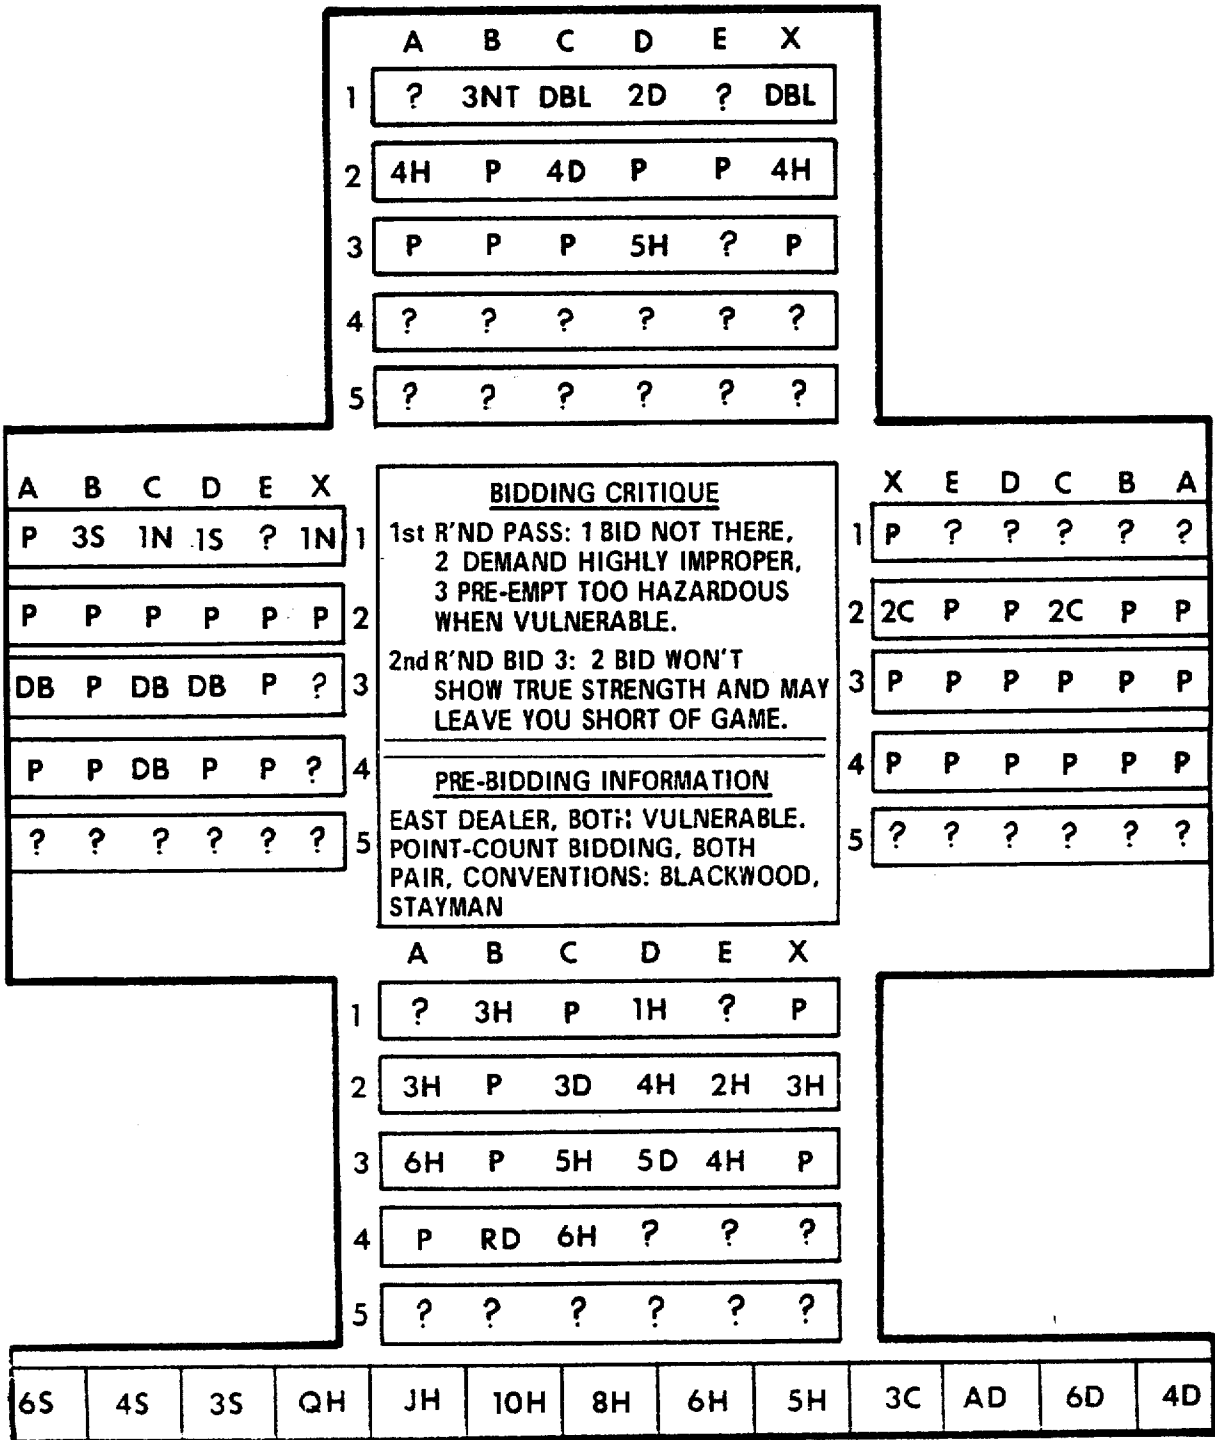 A B C D E X
1 ? 3NT DBL 2D ? DBL
2 4H P 4D P P 4H
3 P P P 5H ? P
4 ? ? ? ? ? ?
5 ? ? ? ? ? ?
A B C D E X
P 3S 1N 1S ? 1N 1
P P P P P P 2
DB P DB DB P ? 3
P P DB P P ? 4
? ? ? ? ? ? 5
BIDDING CRITIQUE
1st R'ND PASS: 1 BID NOT THERE,
2 DEMAND HIGHLY IMPROPER,
3 PRE-EMPT TOO HAZARDOUS
WHEN VULNERABLE.
2nd R'ND BID 3: 2 BID WON'T
SHOW TRUE STRENGTH AND MAY
LEAVE YOU SHORT OF GAME.
PRE-BIDDING INFORMATION
EAST DEALER, BOTH VULNERABLE.
POINT-COUNT BIDDING, BOTH
PAIR, CONVENTIONS: BLACKWOOD,
STAYMAN
X E D C B A
1 P ? ? ? ? ?
2 2C P P 2C P P
3 P P P P P P
4 P P P P P P
5 ? ? ? ? ? ?
A B C D E X
1 ? 3H P 1H ? P
2 3H P 3D 4H 2H 3H
3 6H P 5H 5D 4H P
4 P RD 6H ? ? ?
5 ? ? ? ? ? ?
6S 4S 3S QH JH 10H 8H 6H 5H 3C AD 6D 4D